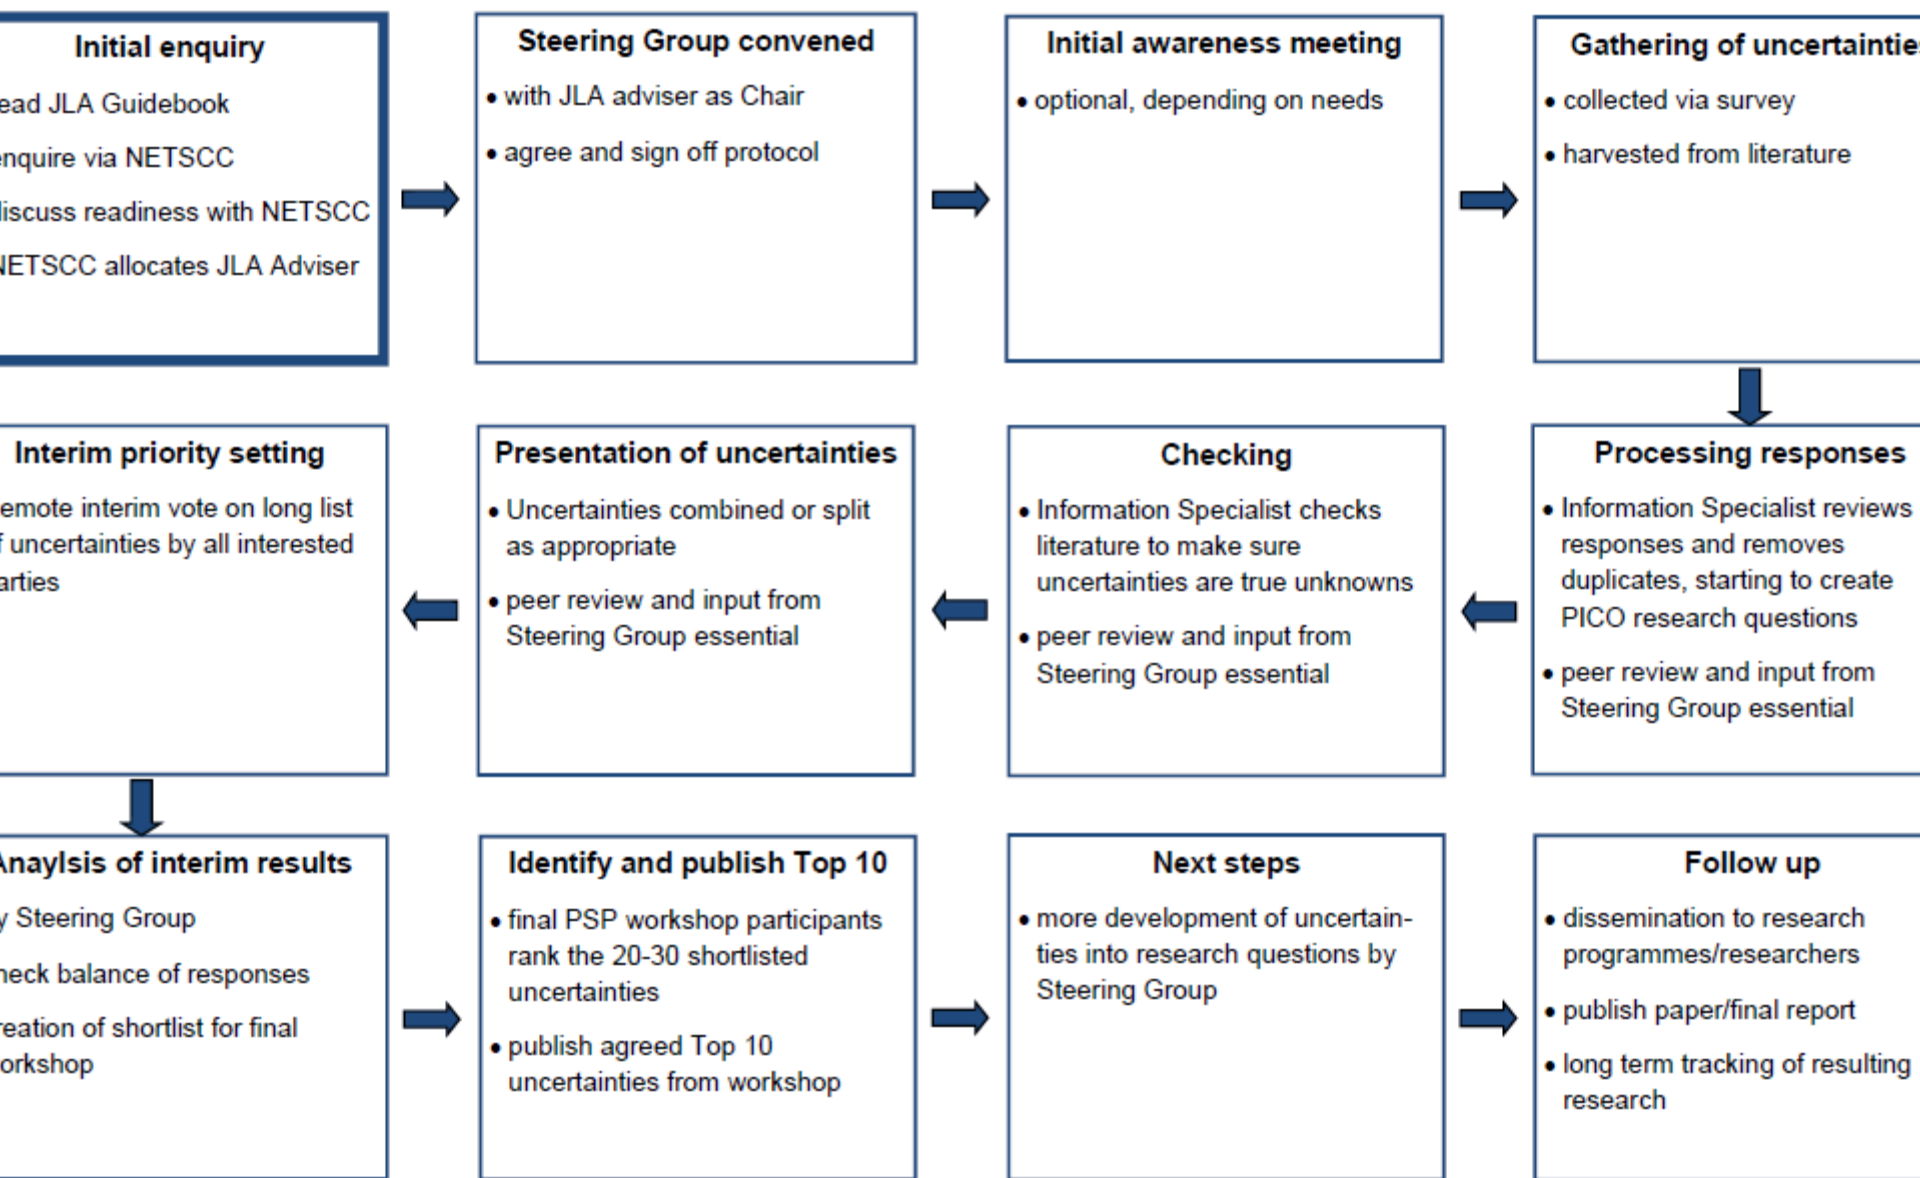 Initial enquiry
ead JLA Guidebook
enquire via NETSCC
discuss readiness with NETSCC
NETSCC allocates JLA Adviser
Steering Group convened
• with JLA adviser as Chair
• agree and sign off protocol
Initial awareness meeting
• optional, depending on needs
Gathering of uncertainties
• collected via survey
• harvested from literature
Processing responses
• Information Specialist reviews
responses and removes
duplicates, starting to create
PICO research questions
• peer review and input from
Steering Group essential
Checking
• Information Specialist checks
literature to make sure
uncertainties are true unknowns
• peer review and input from
Steering Group essential
Presentation of uncertainties
• Uncertainties combined or split
as appropriate
• peer review and input from
Steering Group essential
Interim priority setting
emote interim vote on long list
f uncertainties by all interested
arties
Anaylsis of interim results
y Steering Group
heck balance of responses
reation of shortlist for final
orkshop
Identify and publish Top 10
• final PSP workshop participants
rank the 20-30 shortlisted
uncertainties
• publish agreed Top 10
uncertainties from workshop
Next steps
• more development of uncertain-
ties into research questions by
Steering Group
Follow up
• dissemination to research
programmes/researchers
• publish paper/final report
• long term tracking of resulting
research